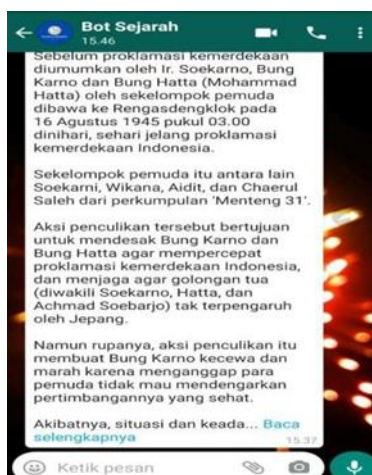 Bot Sejarah
15.46
Sebelum proklamasi kemerdekaan
diumumkan oleh Ir. Soekarno, Bung
Karno dan Bung Hatta (Mohammad
Hatta) oleh sekelompok pemuda
dibawa ke Rengasdengklok pada
16 Agustus 1945 pukul 03.00
dinihari, sehari jelang proklamasi
kemerdekaan Indonesia.
Sekelompok pemuda itu antara lain
Soekarni, Wikana, Aidit, dan Chaerul
Saleh dari perkumpulan 'Menteng 31'.
Aksi penculikan tersebut bertujuan
untuk mendesak Bung Karno dan
Bung Hatta agar mempercepat
proklamasi kemerdekaan Indonesia,
dan menjaga agar golongan tua
(diwakili Soekarno, Hatta, dan
Achmad Soebarjo) tak terpengaruh
oleh Jepang.
Namun rupanya, aksi penculikan itu
membuat Bung Karno kecewa dan
marah karena menganggap para
pemuda tidak mau mendengarkan
pertimbangannya yang sehat.
Akibatnya, situasi dan keada... Baca
selengkapnya
15.37
Ketik pesan